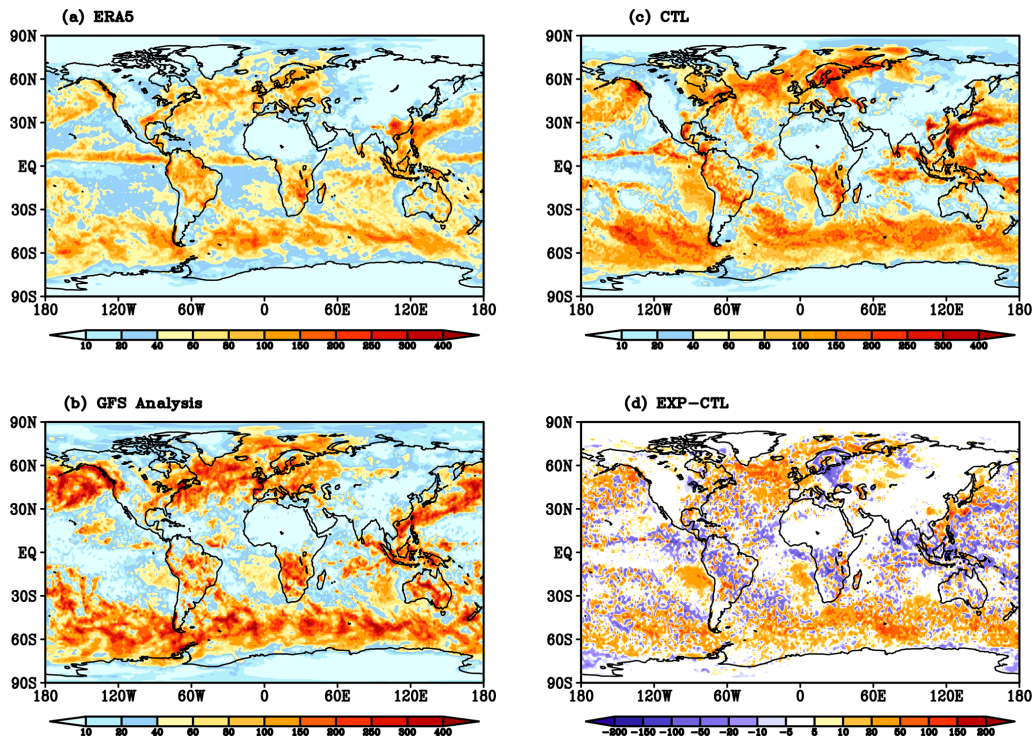 (a) ERA5
90N
60N
30N
EQ
30S
60S
90S
180 120W 60W 0 60E 120E 180
10 20 40 60 80 100 150 200 250 300 400
(c) CTL
90N
60N
30N
EQ
30S
60S
90S
180 120W 60W 0 60E 120E 180
10 20 40 60 80 100 150 200 250 300 400
(b) GFS Analysis
90N
60N
30N
EQ
30S
60S
90S
180 120W 60W 0 60E 120E 180
10 20 40 60 80 100 150 200 250 300 400
(d) EXP-CTL
90N
60N
30N
EQ
30S
60S
90S
180 120W 60W 0 60E 120E 180
-200 -150 -100 -50 -20 -10 -5 5 10 20 50 100 150 200